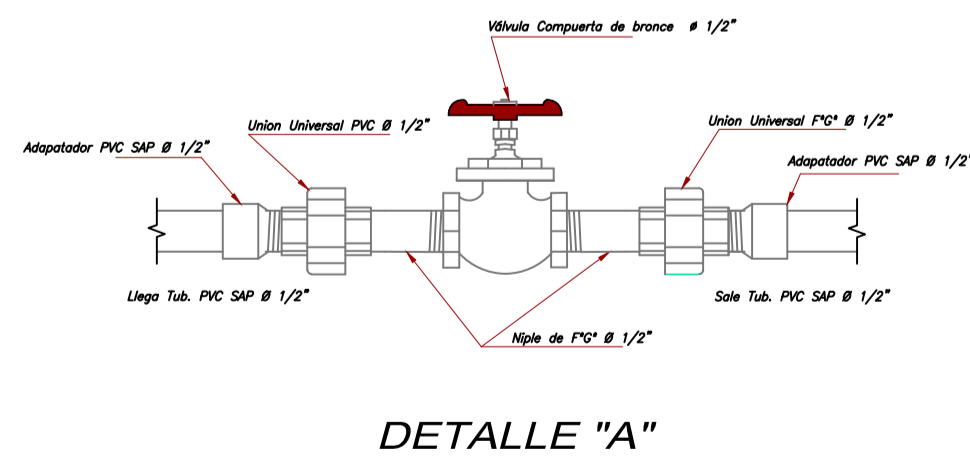 Válvula Compuerta de bronce ø 1/2"
Union Universal PVC Ø 1/2"
Union Universal F°G° Ø 1/2"
Adapatador PVC SAP Ø 1/2"
Adapatador PVC SAP Ø 1/2"
Llega Tub. PVC SAP Ø 1/2"
Sale Tub. PVC SAP Ø 1/2"
Niple de F°G° Ø 1/2"
DETALLE "A"